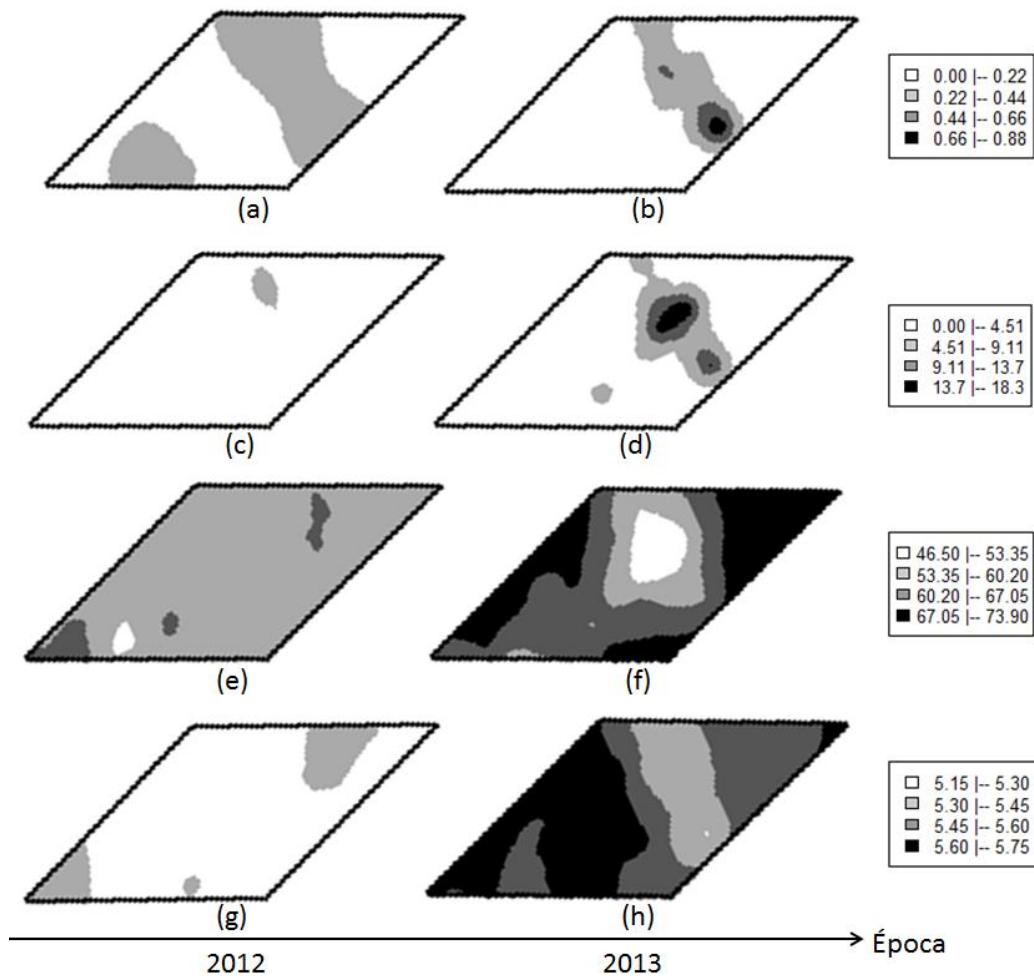 0.00 |-- 0.22
0.22 |-- 0.44
0.44 |-- 0.66
0.66 |-- 0.88
(a) (b)
0.00 |-- 4.51
4.51 |-- 9.11
9.11 |-- 13.7
13.7 |-- 18.3
(c) (d)
46.50 |-- 53.35
53.35 |-- 60.20
60.20 |-- 67.05
67.05 |-- 73.90
(e) (f)
5.15 |-- 5.30
5.30 |-- 5.45
5.45 |-- 5.60
5.60 |-- 5.75
(g) (h)
Época
2012 2013